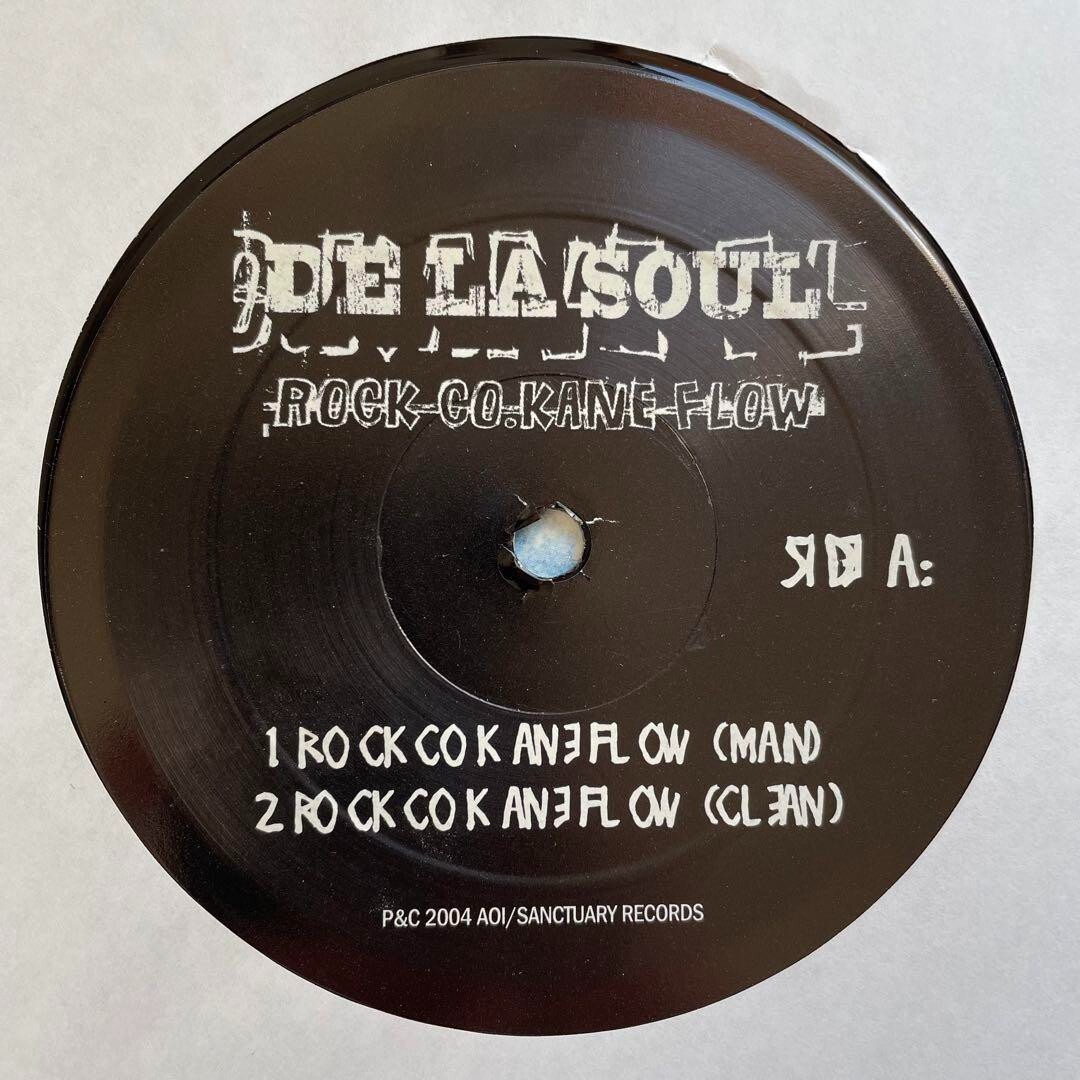 DE LA SOUL
ROCK CO.KANE FLOW
SIDE A:
1 ROCK CO KANE FLOW (MAIN)
2 ROCK CO KANE FLOW (CLEAN)
P&C 2004 AOI/SANCTUARY RECORDS